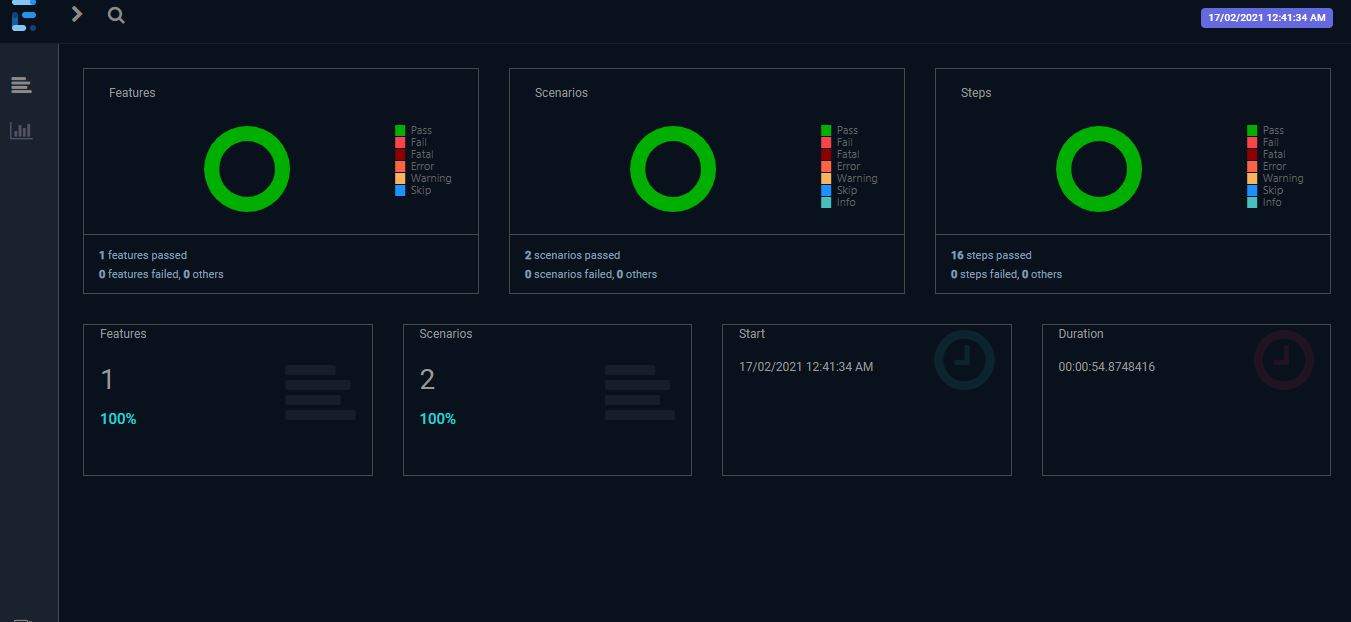 17/02/2021 12:41:34 AM
Features
Pass
Fail
Fatal
Error
Warning
Skip
1 features passed
0 features failed, 0 others
Scenarios
Pass
Fail
Fatal
Error
Warning
Skip
Info
2 scenarios passed
0 scenarios failed, 0 others
Steps
Pass
Fail
Fatal
Error
Warning
Skip
Info
16 steps passed
0 steps failed, 0 others
Features
1
100%
Scenarios
2
100%
Start
17/02/2021 12:41:34 AM
Duration
00:00:54.8748416